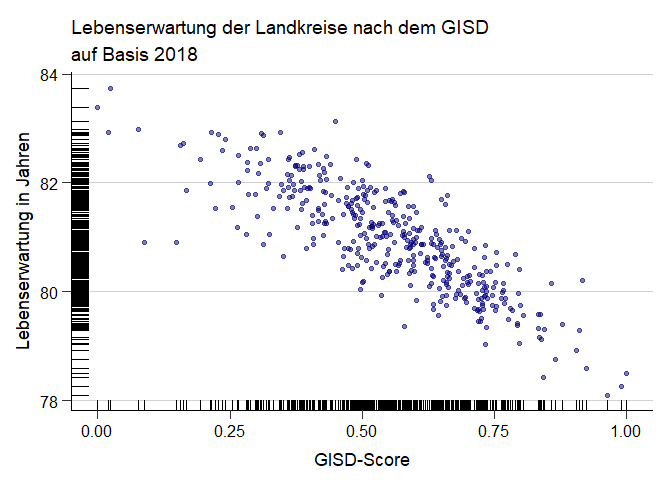 Lebenserwartung der Landkreise nach dem GISD
auf Basis 2018
Lebenserwartung in Jahren
84
82
80
78
0.00 0.25 0.50 0.75 1.00
GISD-Score